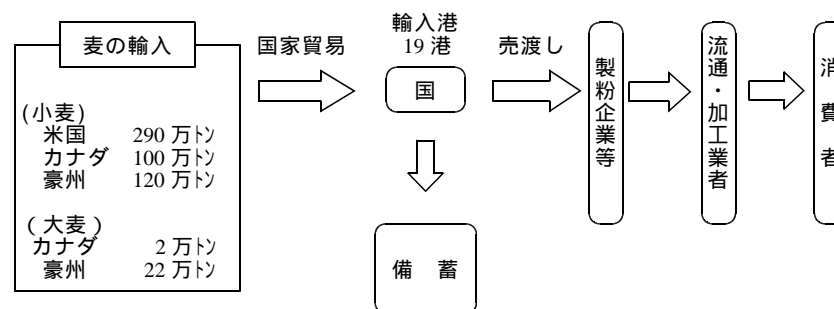 麦の輸入
(小麦)
米国 290 万トン
カナダ 100 万トン
豪州 120 万トン
(大麦)
カナダ 2 万トン
豪州 22 万トン
国家貿易
輸入港
19 港
国
備 蓄
売渡し
製粉企業等
流通・加工業者
消費者